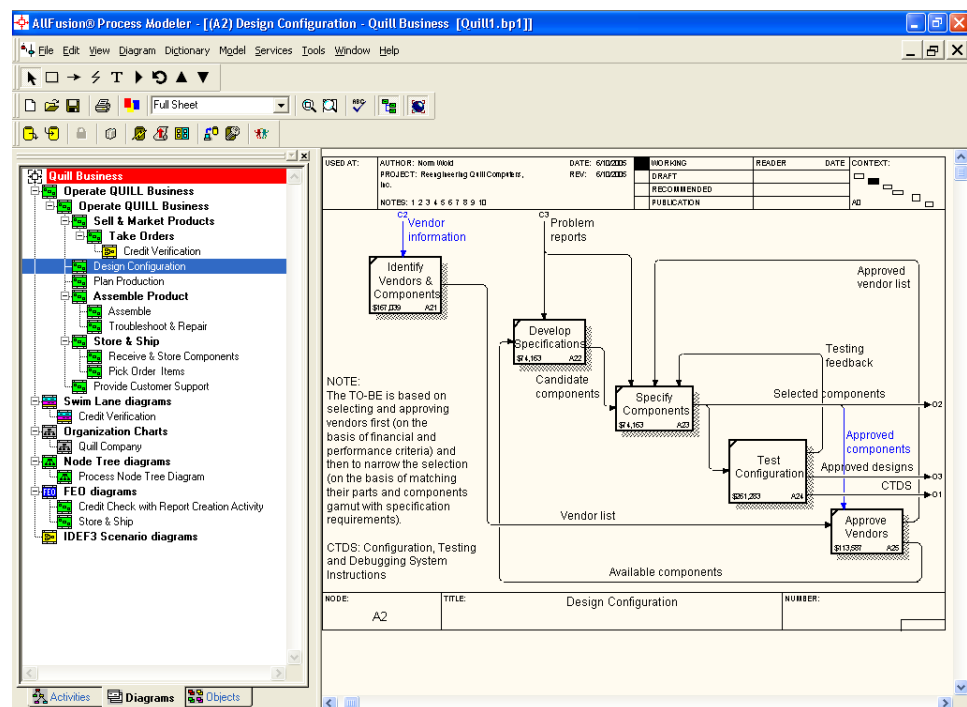 AllFusion® Process Modeler - [(A2) Design Configuration - Quill Business [Quill1.bp1]]
File Edit View Diagram Dictionary Model Services Tools Window Help
Full Sheet
Quill Business
Operate QUILL Business
Operate QUILL Business
Sell & Market Products
Take Orders
Credit Verification
Design Configuration
Plan Production
Assemble Product
Assemble
Troubleshoot & Repair
Store & Ship
Receive & Store Components
Pick Order Items
Provide Customer Support
Swim Lane diagrams
Credit Verification
Organization Charts
Quill Company
Node Tree diagrams
Process Node Tree Diagram
FEO diagrams
Credit Check with Report Creation Activity
Store & Ship
IDEF3 Scenario diagrams
Activities Diagrams Objects
USED AT:
AUTHOR: Norm Wold
PROJECT: Reengineering Quill Computers,
Inc.
NOTES: 1 2 3 4 5 6 7 8 9 10
DATE: 6/10/2005
REV: 6/10/2005
WORKING
DRAFT
RECOMMENDED
PUBLICATION
READER DATE
CONTEXT:
A0
C2
Vendor
information
C3
Problem
reports
Identify
Vendors &
Components
$167,039 A21
Develop
Specifications
$74,153 A22
Approved
vendor list
Testing
feedback
Candidate
components
Specify
Components
$74,153 A23
Selected components
O2
Approved
components
Test
Configuration
$261,283 A24
Approved designs
O3
CTDS
O1
NOTE:
The TO-BE is based on
selecting and approving
vendors first (on the
basis of financial and
performance criteria) and
then to narrow the selection
(on the basis of matching
their parts and components
gamut with specification
requirements).
CTDS: Configuration, Testing
and Debugging System
Instructions
Vendor list
Approve
Vendors
A25
Available components
NODE:
A2
TITLE:
Design Configuration
NUMBER: